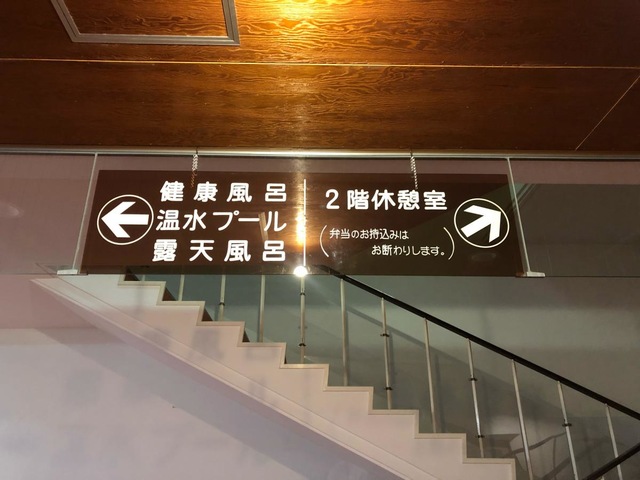 健康風呂
温水プール
露天風呂
2階休憩室
(弁当のお持込みは
お断わりします。)